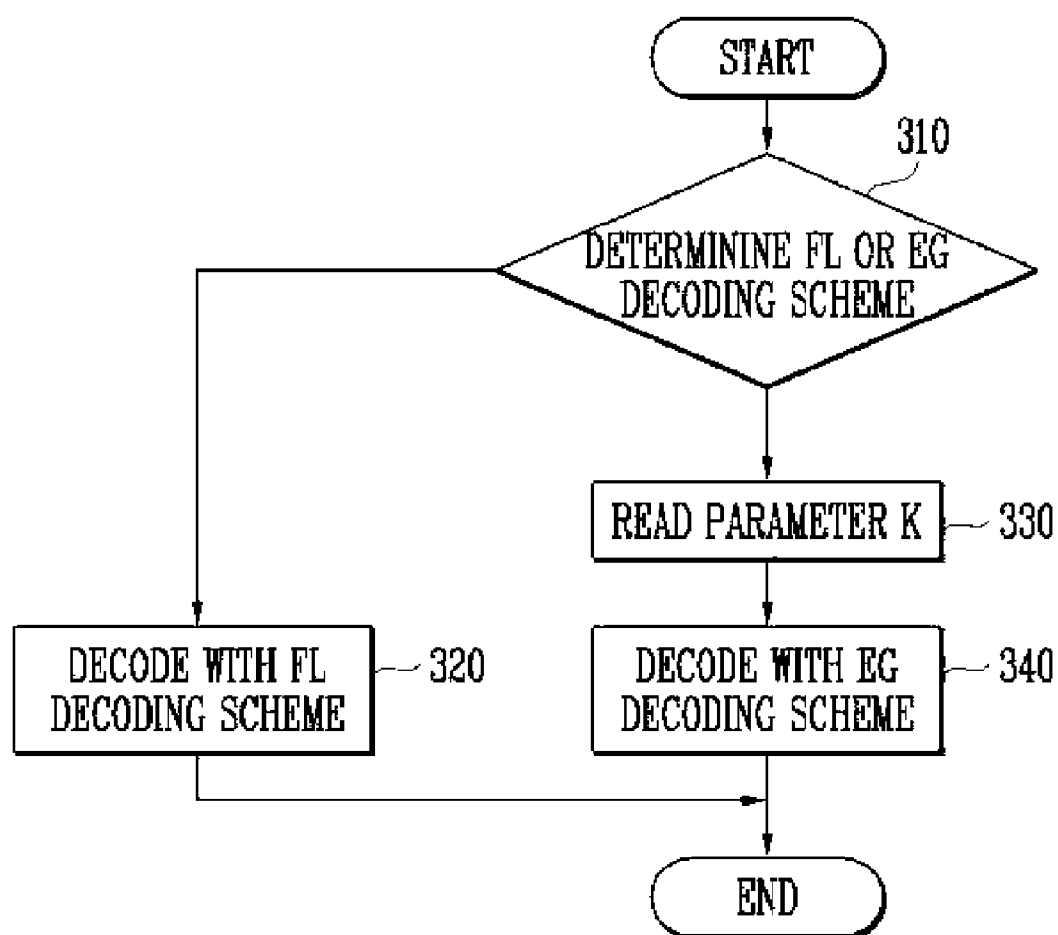 START
310
DETERMININE FL OR EG
DECODING SCHEME
READ PARAMETER K
330
DECODE WITH FL
DECODING SCHEME
320
DECODE WITH EG
DECODING SCHEME
340
END